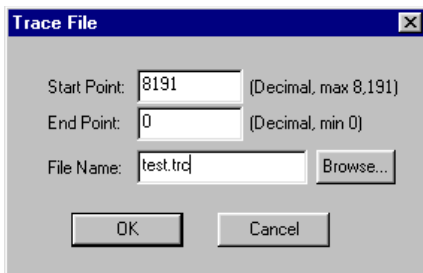 Trace File
Start Point: 8191 (Decimal, max 8,191)
End Point: 0 (Decimal, min 0)
File Name: test.trc Browse...
OK Cancel